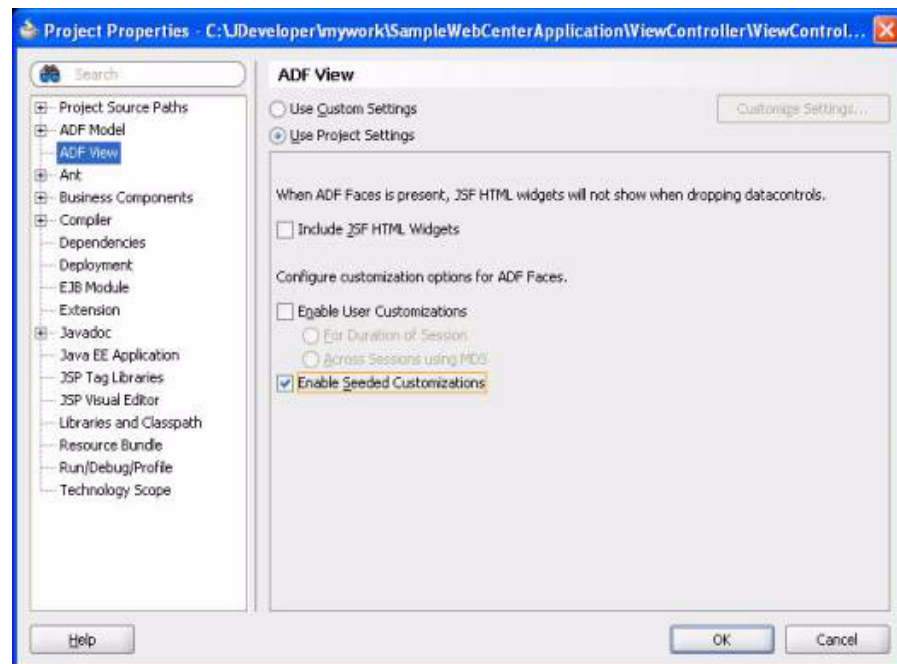 Project Properties - C:\JDeveloper\mywork\SampleWebCenterApplication\ViewController\ViewControl...
Search
Project Source Paths
ADF Model
ADF View
Ant
Business Components
Compiler
Dependencies
Deployment
EJB Module
Extension
Javadoc
Java EE Application
JSP Tag Libraries
JSP Visual Editor
Libraries and Classpath
Resource Bundle
Run/Debug/Profile
Technology Scope
ADF View
Use Custom Settings
Customize Settings...
Use Project Settings
When ADF Faces is present, JSF HTML widgets will not show when dropping datacontrols.
Include JSF HTML Widgets
Configure customization options for ADF Faces.
Enable User Customizations
For Duration of Session
Across Sessions using MDS
Enable Seeded Customizations
Help
OK
Cancel